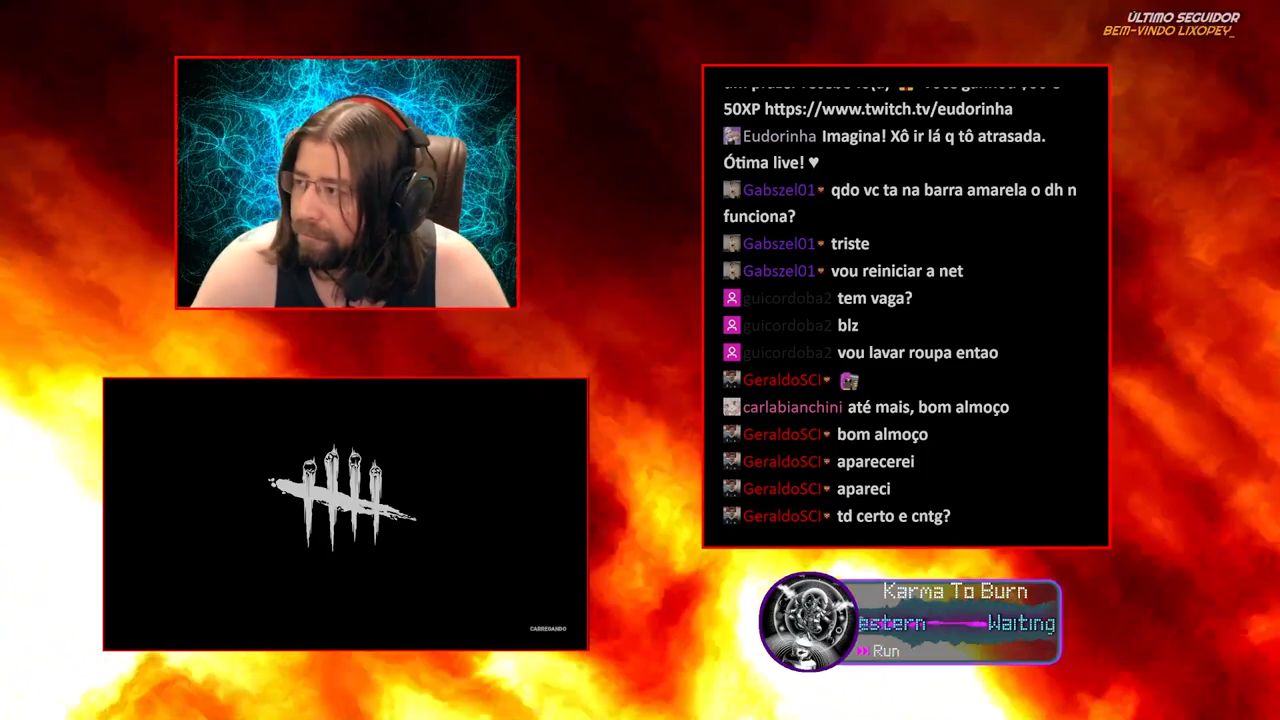 ÚLTIMO SEGUIDOR
BEM-VINDO LIXOPEY_
50XP https://www.twitch.tv/eudorinha
Eudorinha Imagina! Xô ir lá q tô atrasada.
Ótima live! ♥
Gabszel01 qdo vc ta na barra amarela o dh n
funciona?
Gabszel01 triste
Gabszel01 vou reiniciar a net
guicordoba2 tem vaga?
guicordoba2 blz
guicordoba2 vou lavar roupa entao
GeraldoSCI
carlabianchini até mais, bom almoço
GeraldoSCI bom almoço
GeraldoSCI aparecerei
GeraldoSCI apareci
GeraldoSCI td certo e cntg?
CARREGANDO
Karma To Burn
estern Waiting
Run